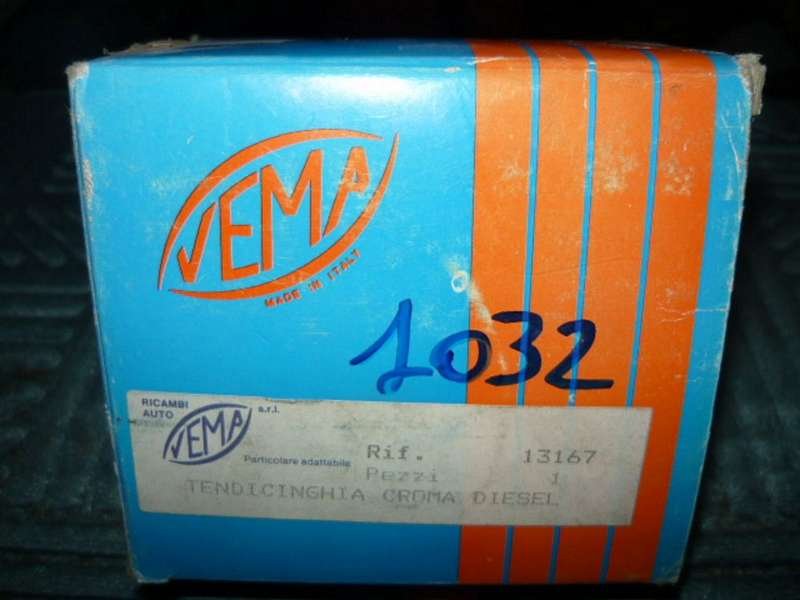 VEMA
MADE IN ITALY
1032
RICAMBI
AUTO
VEMA
s.r.l.
Particolare adattabile
Rif. 13167
Pezzi 1
TENDICINGHIA CROMA DIESEL